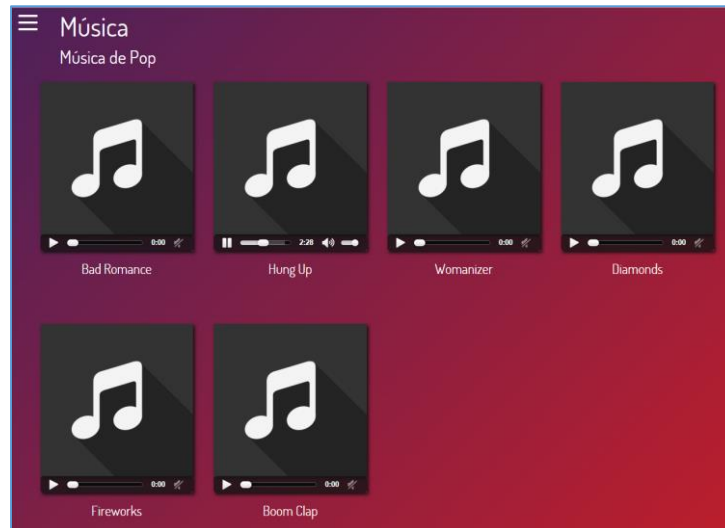 Música
Música de Pop
0:00
2:28
0:00
0:00
Bad Romance
Hung Up
Womanizer
Diamonds
0:00
0:00
Fireworks
Boom Clap